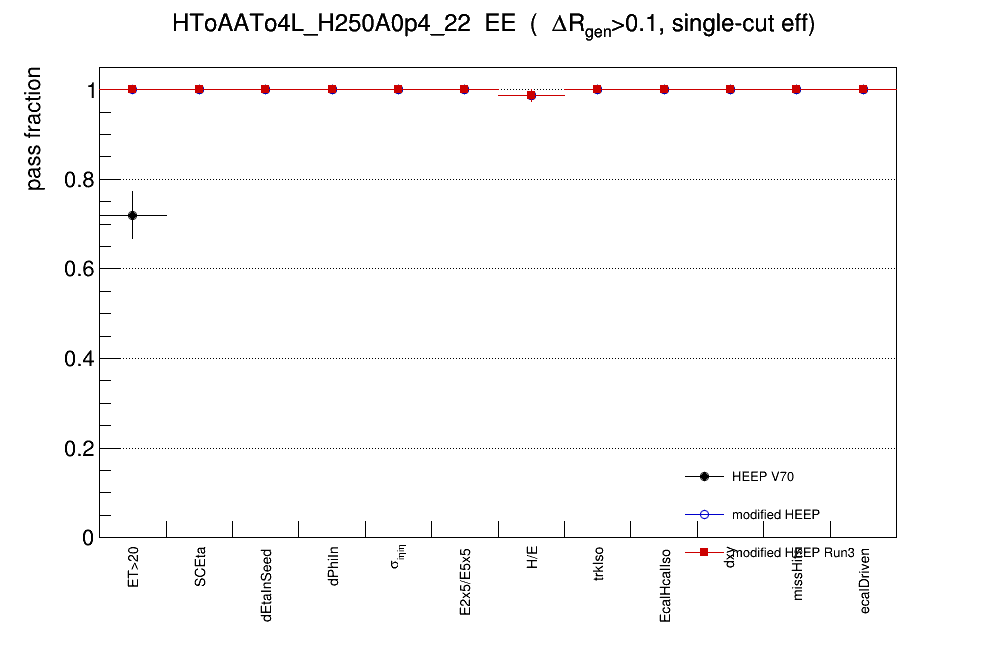 HToAATo4L_H250A0p4_22 EE ( ΔRgen>0.1, single-cut eff)
pass fraction
1
0.8
0.6
0.4
0.2
0
HEEP V70
modified HEEP
modified HEEP Run3
ET>20
SCEta
dEtaInSeed
dPhiIn
σiηiη
E2x5/E5x5
H/E
trkIso
EcalHcalIso
dxy
missHits
ecalDriven